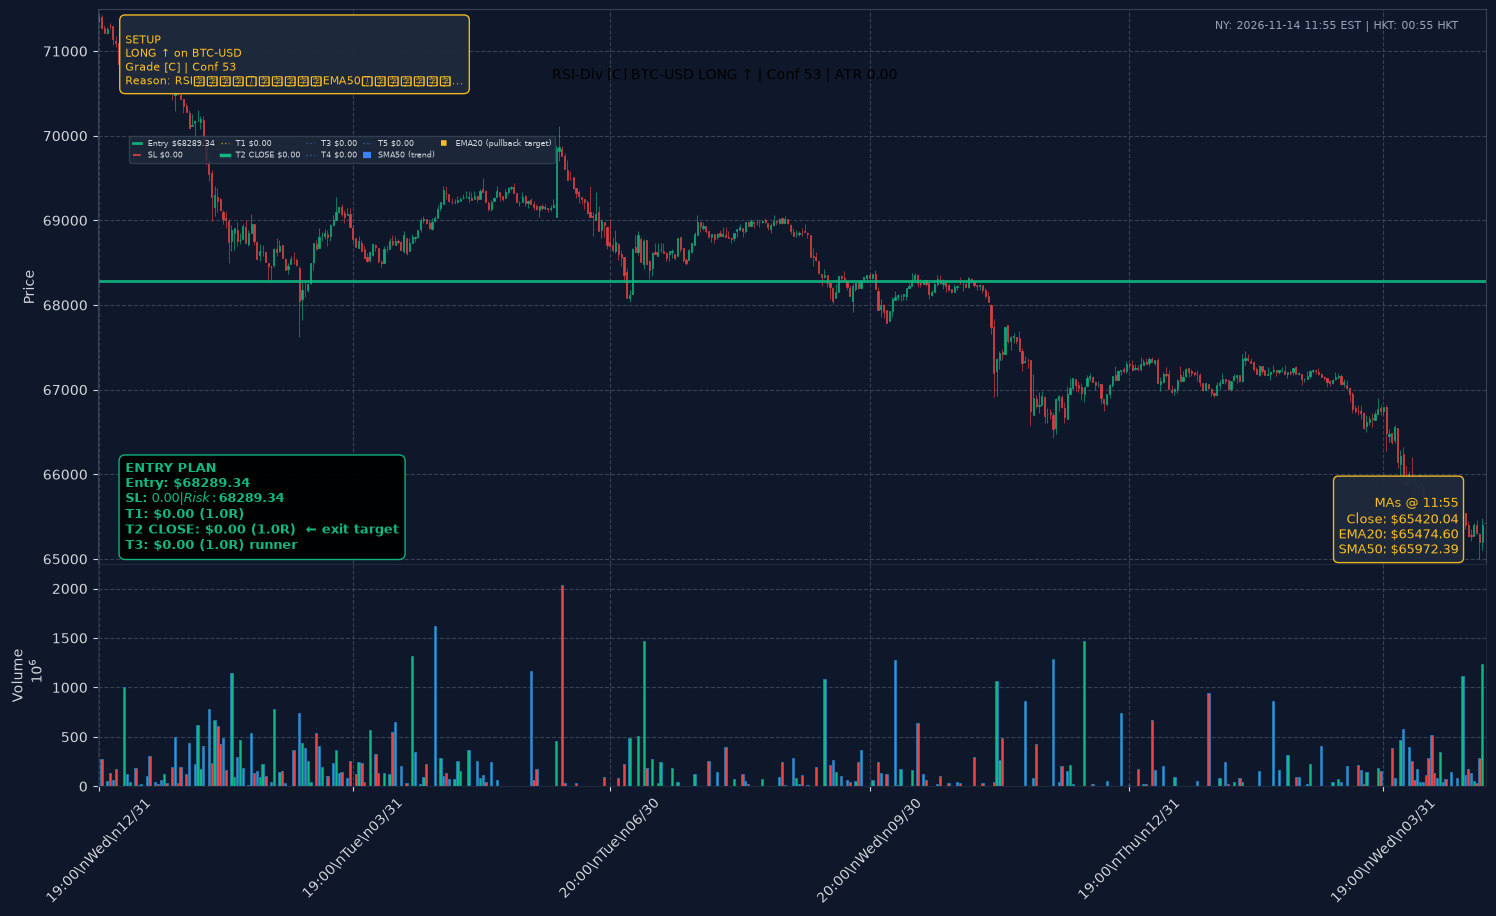 NY: 2026-11-14 11:55 EST | HKT: 00:55 HKT
SETUP
LONG ↑ on BTC-USD
Grade [C] | Conf 53
Reason: RSI EMA50 ...
RSI-Div [C] BTC-USD LONG ↑ | Conf 53 | ATR 0.00
Entry $68289.34
SL $0.00
T1 $0.00
T2 CLOSE $0.00
T3 $0.00
T4 $0.00
T5 $0.00
SMA50 (trend)
EMA20 (pullback target)
Price
71000
70000
69000
68000
67000
66000
65000
ENTRY PLAN
Entry: $68289.34
SL: 0.00|Risk:68289.34
T1: $0.00 (1.0R)
T2 CLOSE: $0.00 (1.0R) ← exit target
T3: $0.00 (1.0R) runner
MAs @ 11:55
Close: $65420.04
EMA20: $65474.60
SMA50: $65972.39
Volume
10⁶
2000
1500
1000
500
0
19:00\nWed\n12/31
19:00\nTue\n03/31
20:00\nTue\n06/30
20:00\nWed\n09/30
19:00\nThu\n12/31
19:00\nWed\n03/31